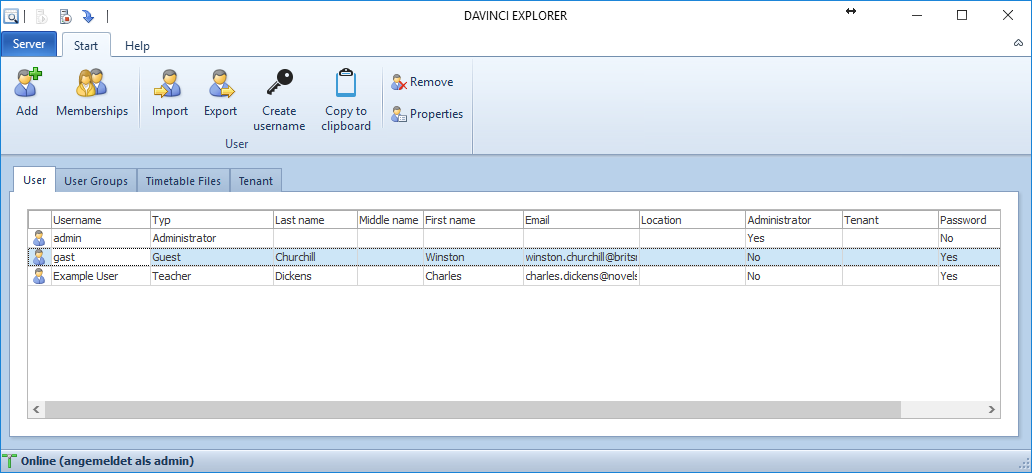 DAVINCI EXPLORER
Server Start Help
Add Memberships Import Export Create username Copy to clipboard Remove Properties
User
User User Groups Timetable Files Tenant
Username Typ Last name Middle name First name Email Location Administrator Tenant Password
admin Administrator Yes No
gast Guest Churchill Winston winston.churchill@britsr No Yes
Example User Teacher Dickens Charles charles.dickens@novels No Yes
Online (angemeldet als admin)